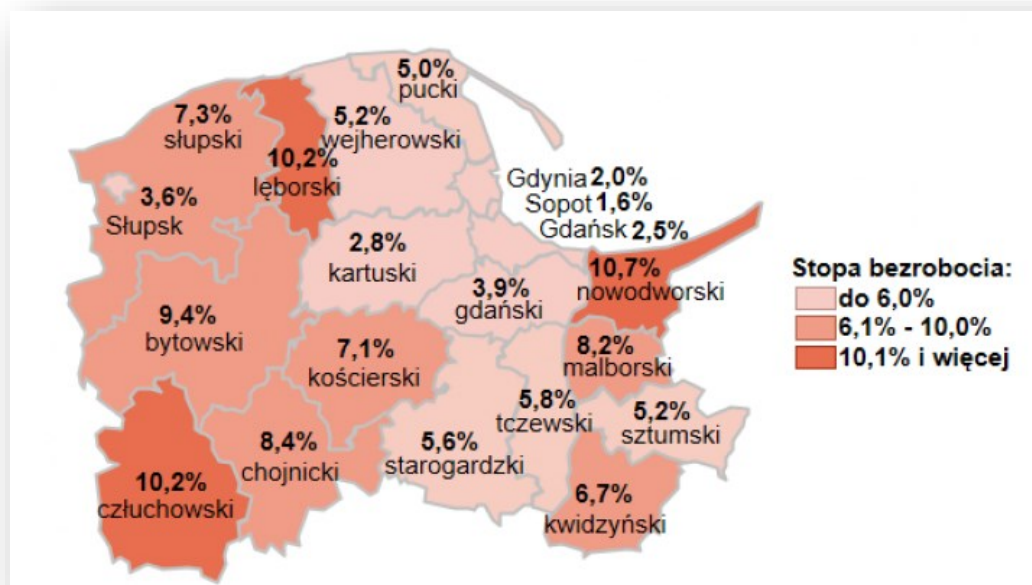 5,0%
pucki
7,3%
słupski
5,2%
wejherowski
10,2%
lęborski
Gdynia 2,0%
Sopot 1,6%
Gdańsk 2,5%
3,6%
Słupsk
2,8%
kartuski
3,9%
gdański
10,7%
nowodworski
9,4%
bytowski
7,1%
kościerski
8,2%
malborski
5,8%
tczewski
5,2%
sztumski
8,4%
chojnicki
5,6%
starogardzki
10,2%
człuchowski
6,7%
kwidzyński
Stopa bezrobocia:
do 6,0%
6,1% - 10,0%
10,1% i więcej